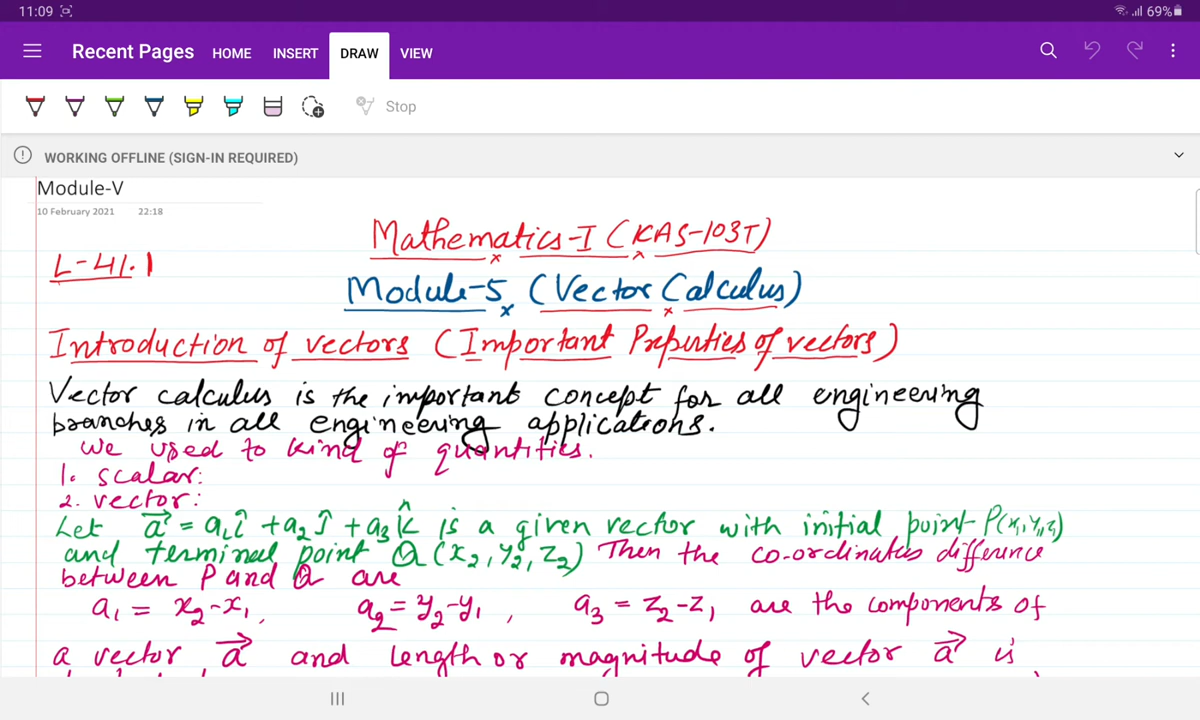 11:09 69%
Recent Pages HOME INSERT DRAW VIEW
Stop
WORKING OFFLINE (SIGN-IN REQUIRED)
Module-V
10 February 2021 22:18
Mathematics-I (KAS-103T)
L-41.1
Module-5 (Vector Calculus)
Introduction of vectors (Important Properties of vectors)
Vector calculus is the important concept for all engineering
branches in all engineering applications.
We used to kind of quantities.
1. scalar:
2. vector:
Let a⃗ = a₁î + a₂ĵ + a₃k̂ is a given vector with initial point P(x₁,y₁,z₁)
and terminal point Q(x₂, y₂, z₂) Then the co-ordinates difference
between P and Q are
a₁ = x₂-x₁, a₂ = y₂-y₁, a₃ = z₂-z₁ are the components of
a vector a⃗ and length or magnitude of vector a⃗ is